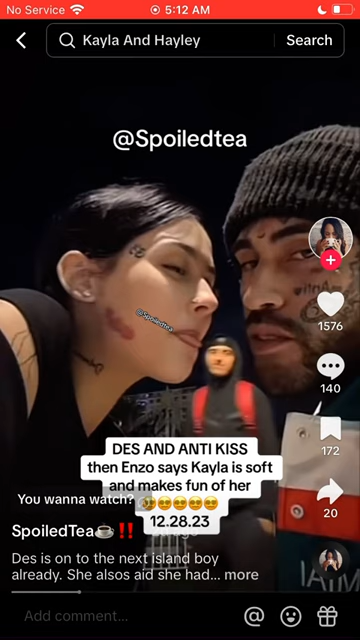 No Service 5:12 AM
Kayla And Hayley Search
@Spoiledtea
@Spoiledtea
1576
140
172
20
DES AND ANTI KISS
then Enzo says Kayla is soft
and makes fun of her
You wanna watch?
12.28.23
SpoiledTea☕ ‼️
Des is on to the next island boy
already. She alsos aid she had... more
Add comment...